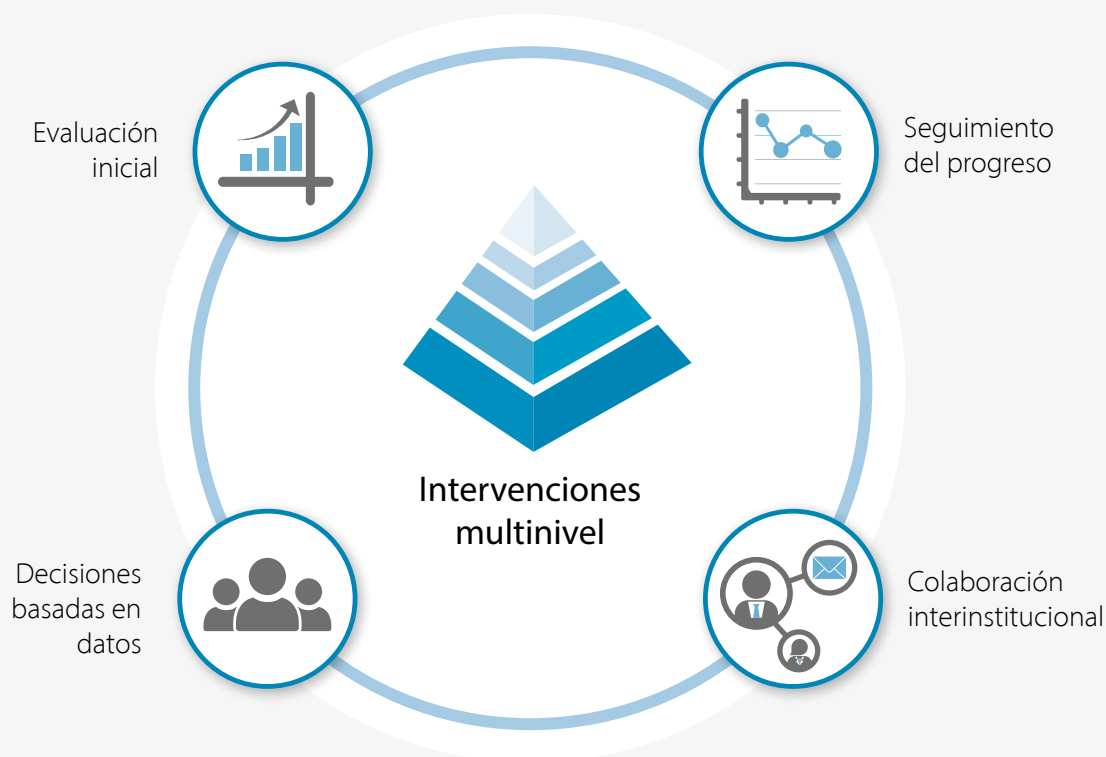 Evaluación
inicial
Seguimiento
del progreso
Intervenciones
multinivel
Decisiones
basadas en
datos
Colaboración
interinstitucional